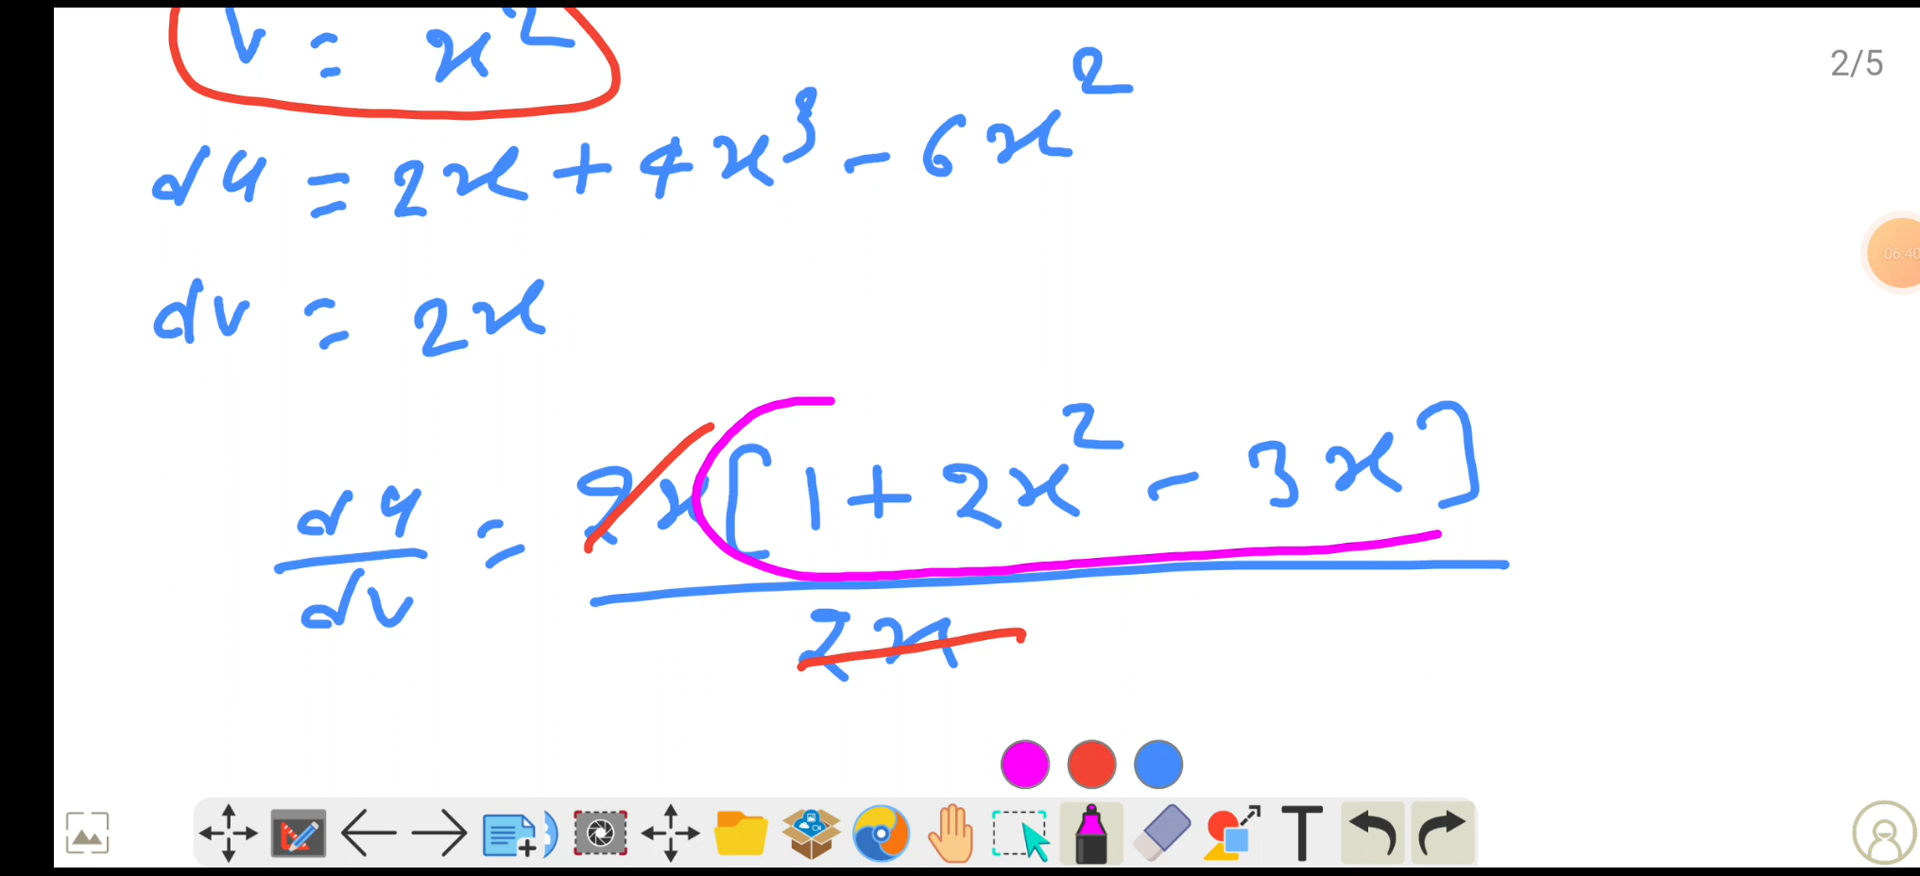 v = x²
2/5
du = 2x + 4x³ - 6x²
06:40
dv = 2x
du/dv = 2x[1 + 2x² - 3x] / 2x
T